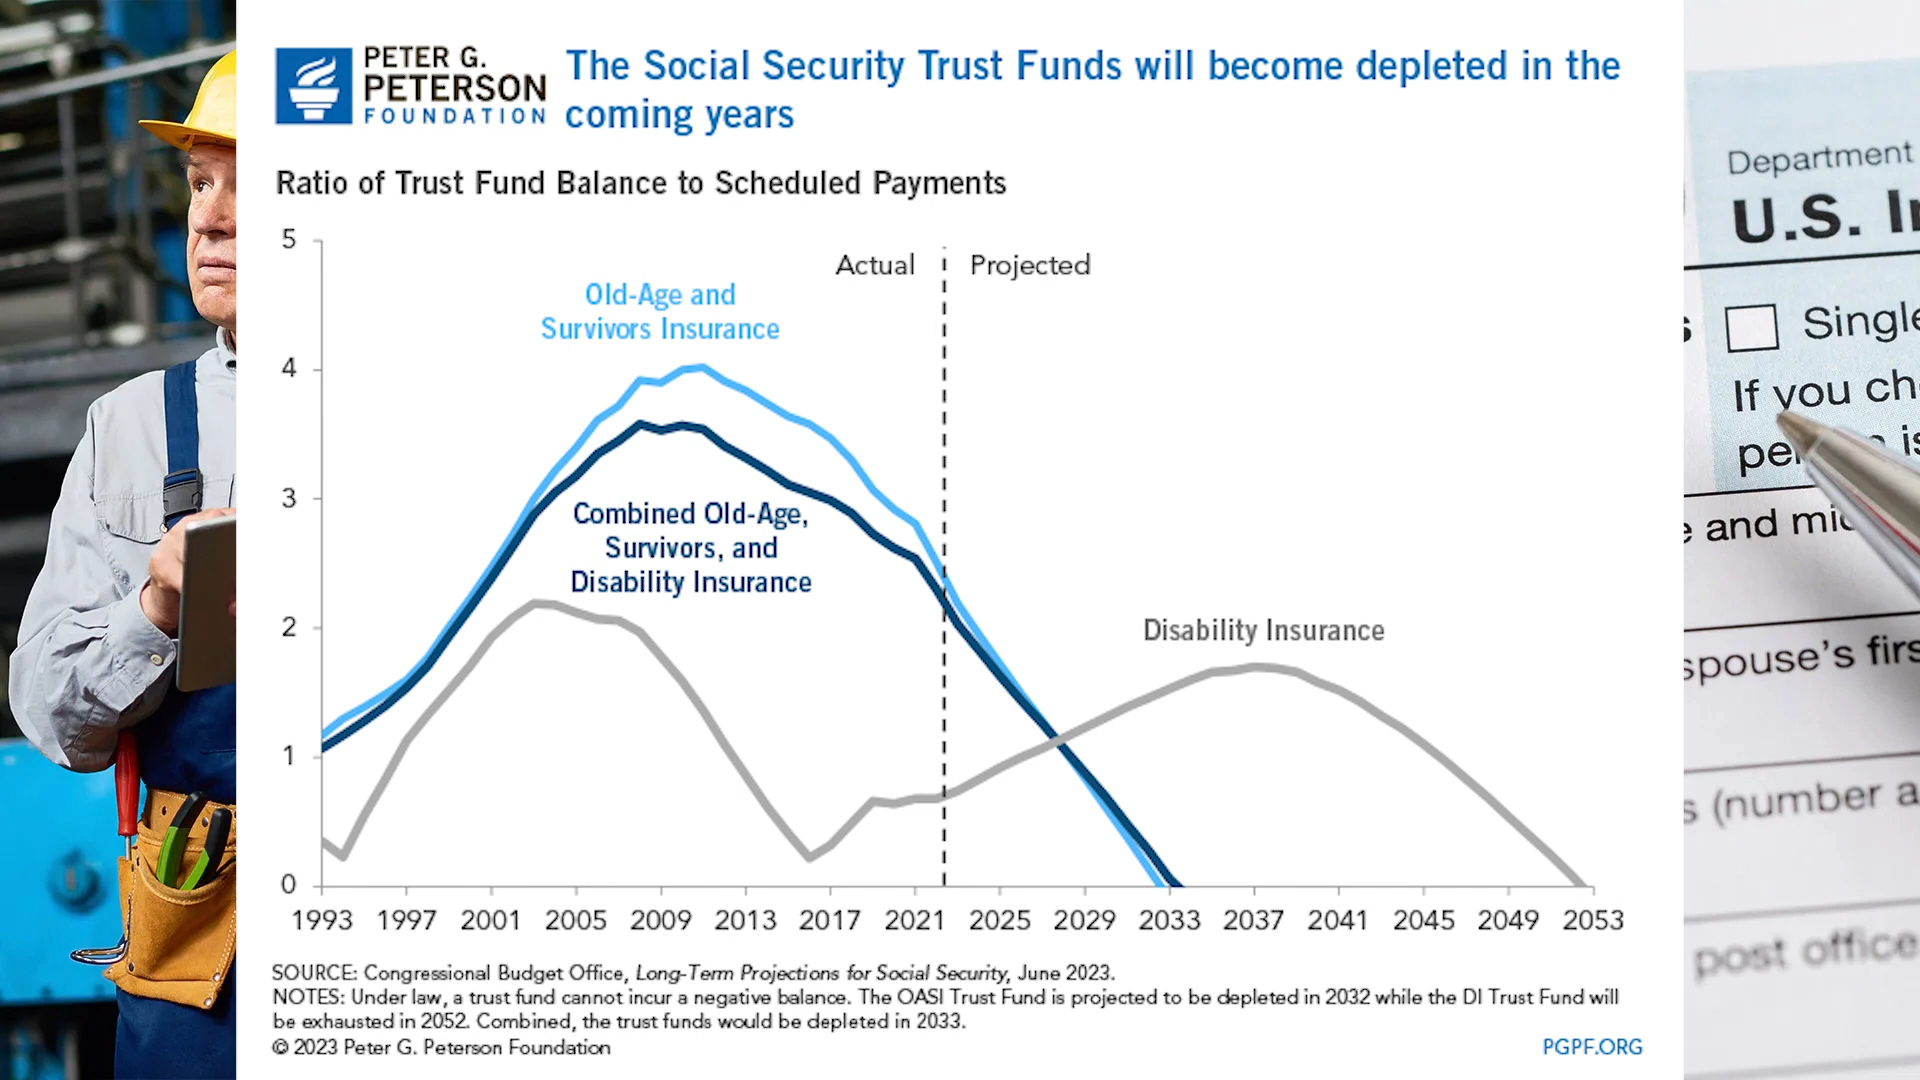 PETER G.
PETERSON
FOUNDATION
The Social Security Trust Funds will become depleted in the
coming years
Ratio of Trust Fund Balance to Scheduled Payments
5
4
3
2
1
0
Actual
Projected
Old-Age and
Survivors Insurance
Combined Old-Age,
Survivors, and
Disability Insurance
Disability Insurance
1993 1997 2001 2005 2009 2013 2017 2021 2025 2029 2033 2037 2041 2045 2049 2053
SOURCE: Congressional Budget Office, Long-Term Projections for Social Security, June 2023.
NOTES: Under law, a trust fund cannot incur a negative balance. The OASI Trust Fund is projected to be depleted in 2032 while the DI Trust Fund will
be exhausted in 2052. Combined, the trust funds would be depleted in 2033.
© 2023 Peter G. Peterson Foundation
PGPF.ORG
Department
U.S.
Single
If you
and
spouse's
(number
post office